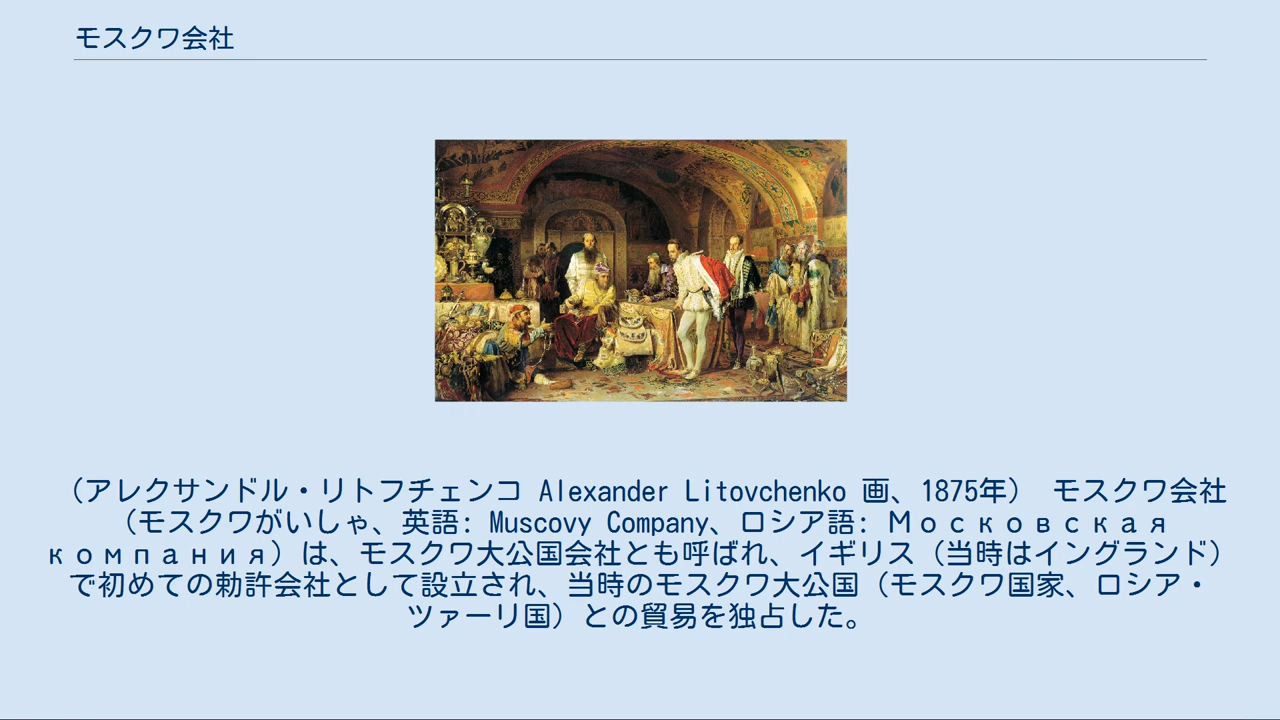 モスクワ会社
（アレクサンドル・リトフチェンコ Alexander Litovchenko 画、1875年） モスクワ会社
（モスクワがいしゃ、英語: Muscovy Company、ロシア語: Московская
компания）は、モスクワ大公国会社とも呼ばれ、イギリス（当時はイングランド）
で初めての勅許会社として設立され、当時のモスクワ大公国（モスクワ国家、ロシア・
ツァーリ国）との貿易を独占した。